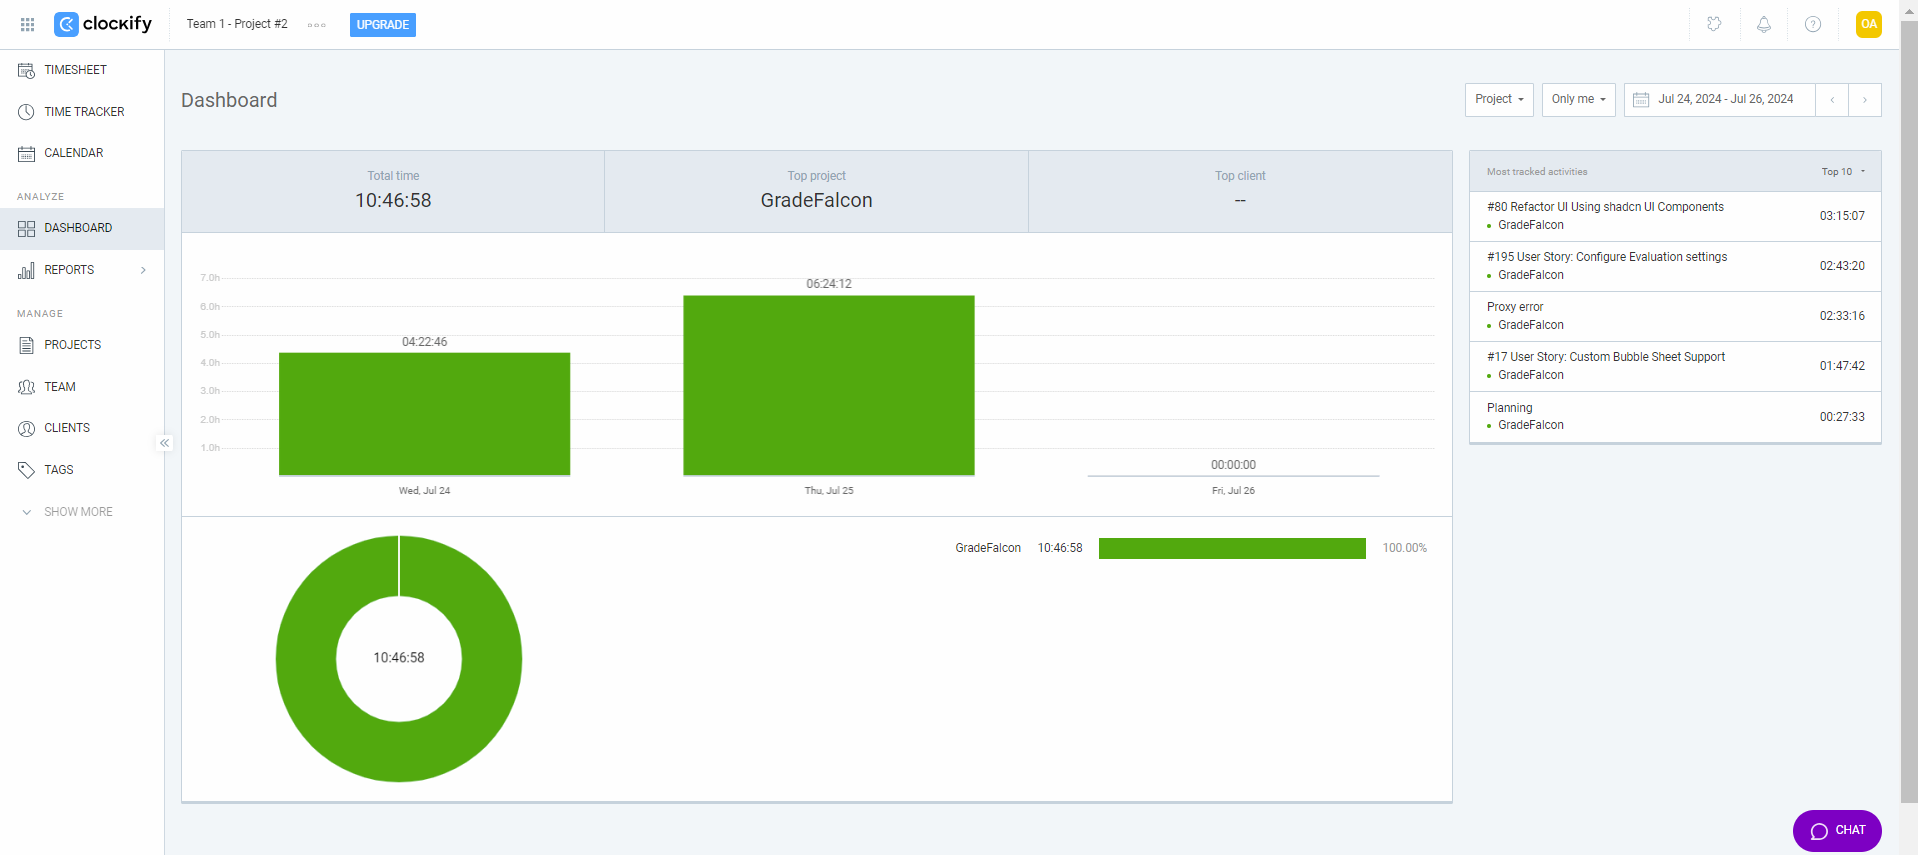 clockify
Team 1 - Project #2
UPGRADE
OA
TIMESHEET
TIME TRACKER
CALENDAR
ANALYZE
DASHBOARD
REPORTS
MANAGE
PROJECTS
TEAM
CLIENTS
TAGS
SHOW MORE
Dashboard
Project
Only me
Jul 24, 2024 - Jul 26, 2024
Total time
10:46:58
Top project
GradeFalcon
Top client
--
7.0h
6.0h
5.0h
4.0h
3.0h
2.0h
1.0h
04:22:46
06:24:12
00:00:00
Wed, Jul 24
Thu, Jul 25
Fri, Jul 26
10:46:58
GradeFalcon 10:46:58 100.00%
Most tracked activities Top 10
#80 Refactor UI Using shadcn UI Components
GradeFalcon
03:15:07
#195 User Story: Configure Evaluation settings
GradeFalcon
02:43:20
Proxy error
GradeFalcon
02:33:16
#17 User Story: Custom Bubble Sheet Support
GradeFalcon
01:47:42
Planning
GradeFalcon
00:27:33
CHAT